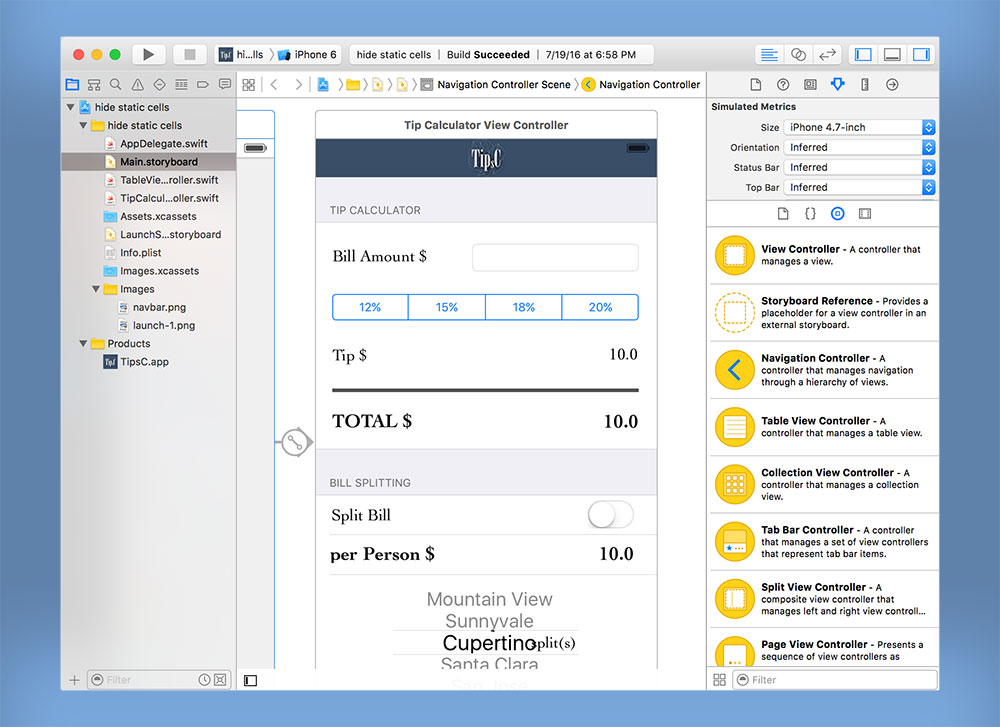 hi...lls
iPhone 6
hide static cells
Build Succeeded
7/19/16 at 6:58 PM
Navigation Controller Scene
Navigation Controller
hide static cells
hide static cells
AppDelegate.swift
Main.storyboard
TableVie...roller.swift
TipCalcul...oller.swift
Assets.xcassets
LaunchS...storyboard
Info.plist
Images.xcassets
Images
navbar.png
launch-1.png
Products
TipsC.app
Filter
Tip Calculator View Controller
TipsC
TIP CALCULATOR
Bill Amount $
12% 15% 18% 20%
Tip $ 10.0
TOTAL $ 10.0
BILL SPLITTING
Split Bill
per Person $ 10.0
Mountain View
Sunnyvale
Cupertino split(s)
Santa Clara
San Jose
Simulated Metrics
Size iPhone 4.7-inch
Orientation Inferred
Status Bar Inferred
Top Bar Inferred
View Controller - A controller that
manages a view.
Storyboard Reference - Provides a
placeholder for a view controller in an
external storyboard.
Navigation Controller - A
controller that manages navigation
through a hierarchy of views.
Table View Controller - A
controller that manages a table view.
Collection View Controller - A
controller that manages a collection
view.
Tab Bar Controller - A controller
that manages a set of view controllers
that represent tab bar items.
Split View Controller - A
composite view controller that
manages left and right view controll...
Page View Controller - Presents a
sequence of view controllers as
Filter